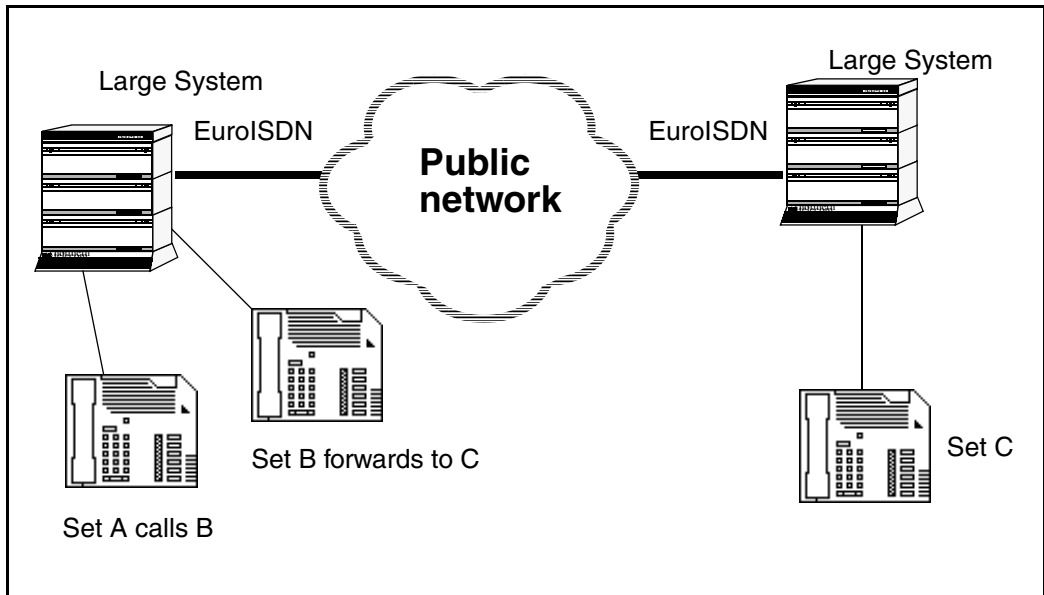 Large System
EuroISDN
Public
network
EuroISDN
Large System
Set B forwards to C
Set A calls B
Set C